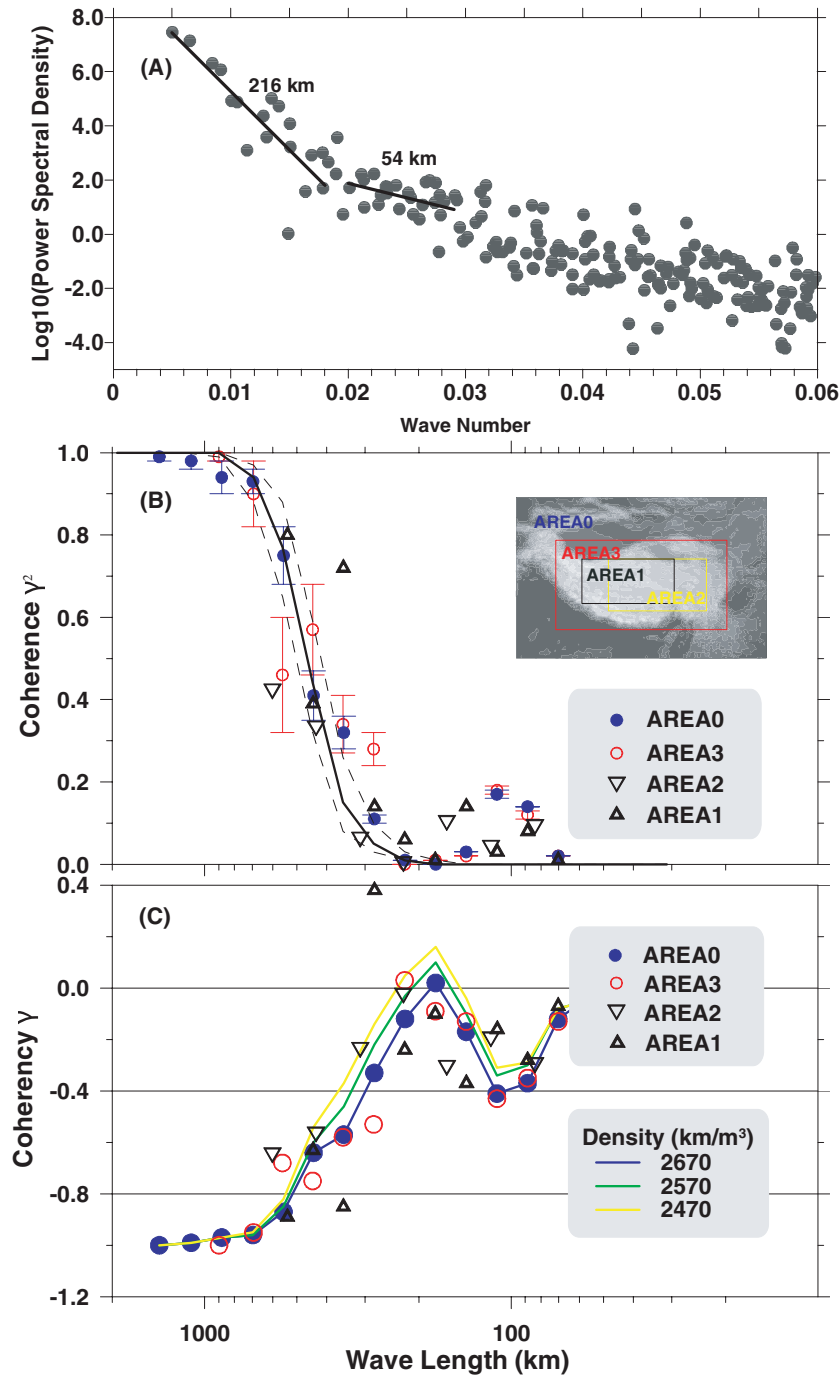 8.0
6.0
4.0
2.0
0.0
-2.0
-4.0
Log10(Power Spectral Density)
(A)
216 km
54 km
0
0.01
0.02
0.03
0.04
0.05
0.06
Wave Number
1.0
0.8
0.6
0.4
0.2
0.0
Coherence γ²
(B)
AREA0
AREA3
AREA1
AREA2
AREA0
AREA3
AREA2
AREA1
0.4
0.0
-0.4
-0.8
-1.2
Coherency γ
(C)
AREA0
AREA3
AREA2
AREA1
Density (km/m³)
2670
2570
2470
1000
100
Wave Length (km)